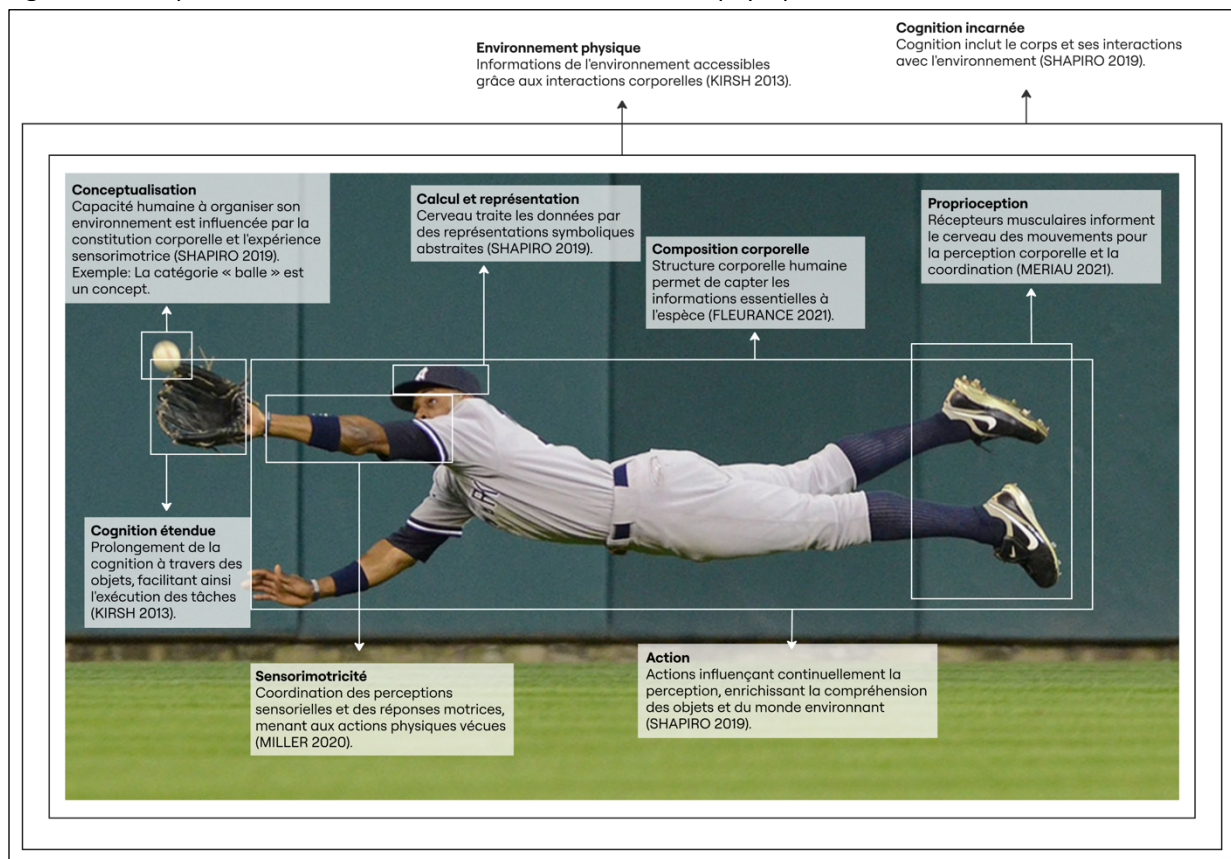 Environnement physique
Informations de l'environnement accessibles
grâce aux interactions corporelles (KIRSH 2013).
Cognition incarnée
Cognition inclut le corps et ses interactions
avec l'environnement (SHAPIRO 2019).
Conceptualisation
Capacité humaine à organiser son
environnement est influencée par la
constitution corporelle et l'expérience
sensorimotrice (SHAPIRO 2019).
Exemple: La catégorie « balle » est
un concept.
Calcul et représentation
Cerveau traite les données par
des représentations symboliques
abstraites (SHAPIRO 2019).
Composition corporelle
Structure corporelle humaine
permet de capter les
informations essentielles à
l'espèce (FLEURANCE 2021).
Proprioception
Récepteurs musculaires informent
le cerveau des mouvements pour
la perception corporelle et la
coordination (MERIAU 2021).
Cognition étendue
Prolongement de la
cognition à travers des
objets, facilitant ainsi
l'exécution des tâches
(KIRSH 2013).
Sensorimotricité
Coordination des perceptions
sensorielles et des réponses motrices,
menant aux actions physiques vécues
(MILLER 2020).
Action
Actions influençant continuellement la
perception, enrichissant la compréhension
des objets et du monde environnant
(SHAPIRO 2019).